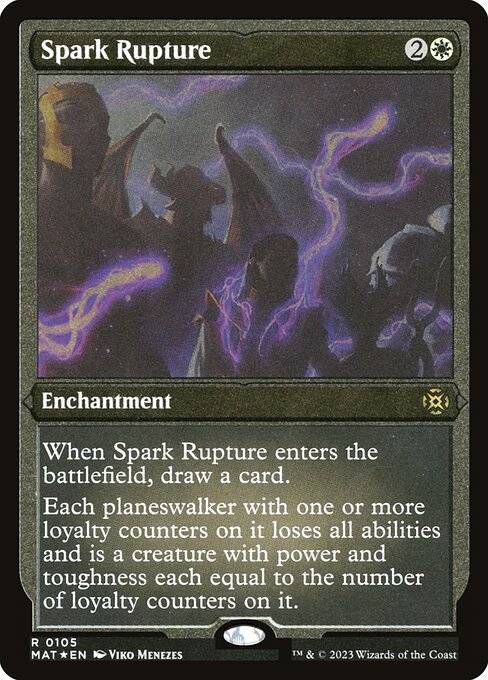 Spark Rupture 2
Enchantment
When Spark Rupture enters the
battlefield, draw a card.
Each planeswalker with one or more
loyalty counters on it loses all abilities
and is a creature with power and
toughness each equal to the number
of loyalty counters on it.
R 0105
MAT★EN Viko Menezes
™ & © 2023 Wizards of the Coast